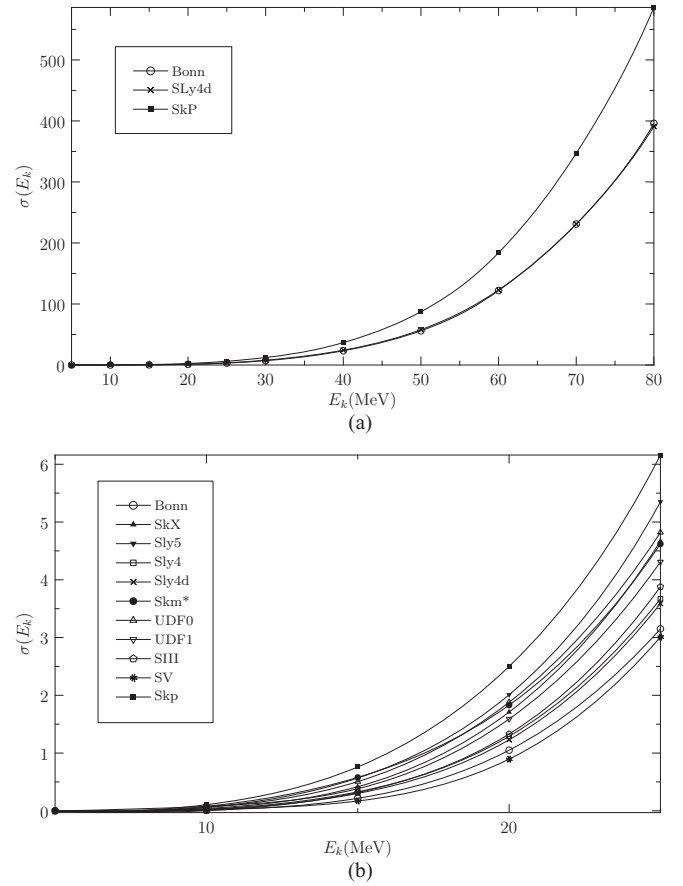 500
400
300
200
100
0
σ(E_k)
Bonn
SLy4d
SkP
10 20 30 40 50 60 70 80
E_k(MeV)
(a)
6
5
4
3
2
1
0
σ(E_k)
Bonn
SkX
Sly5
Sly4
Sly4d
Skm*
UDF0
UDF1
SIII
SV
Skp
10 20
E_k(MeV)
(b)